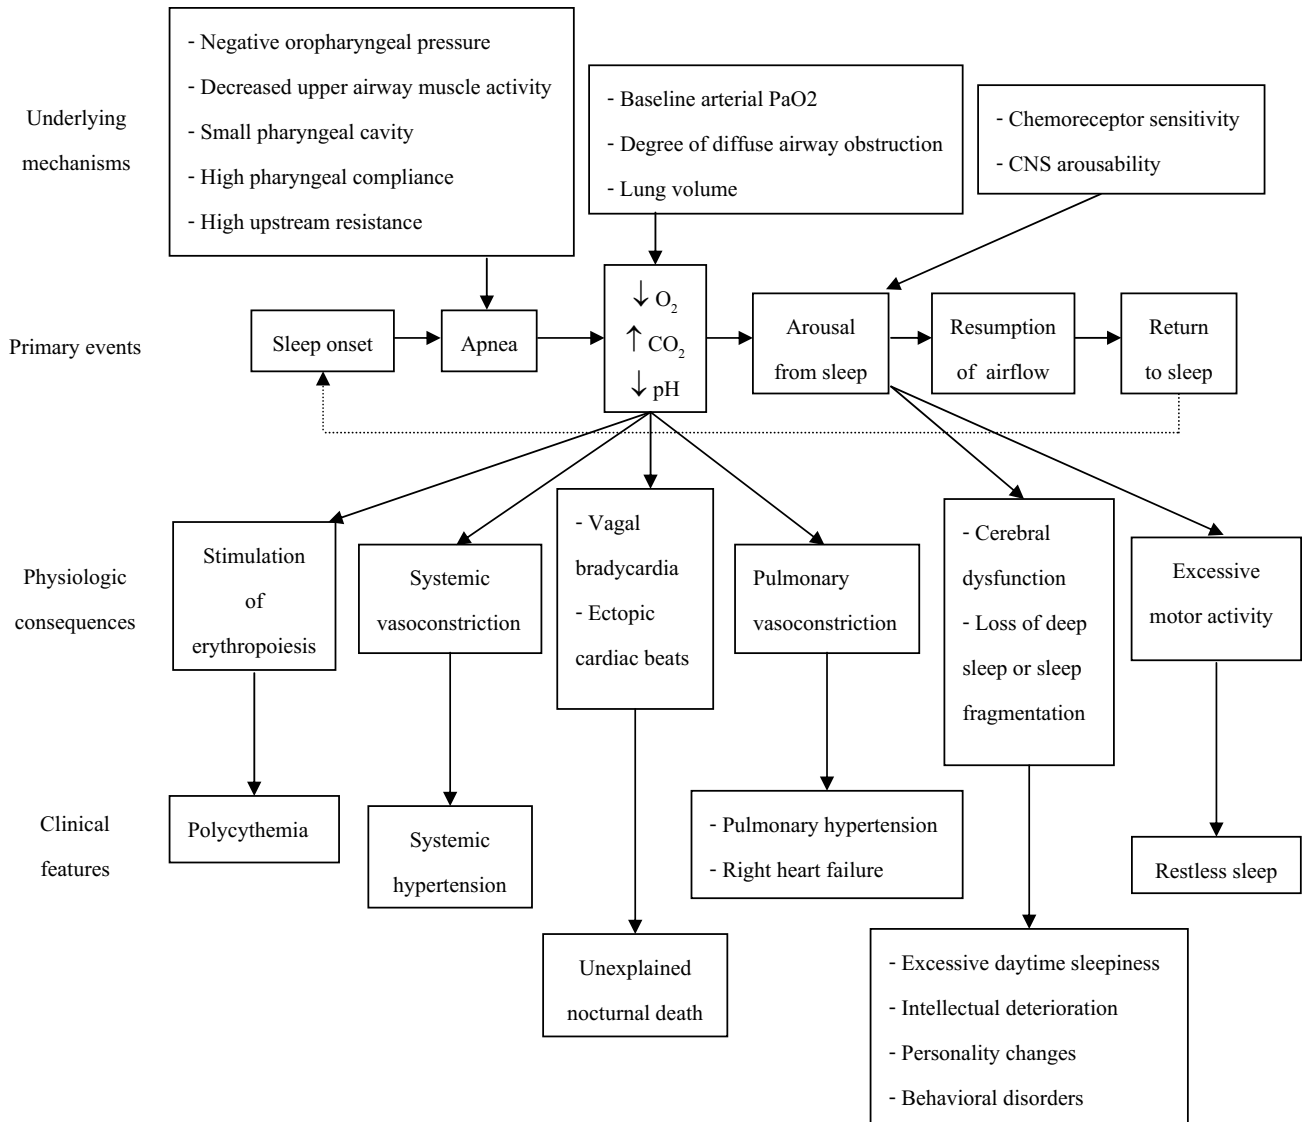 Underlying
mechanisms
- Negative oropharyngeal pressure
- Decreased upper airway muscle activity
- Small pharyngeal cavity
- High pharyngeal compliance
- High upstream resistance
- Baseline arterial PaO2
- Degree of diffuse airway obstruction
- Lung volume
- Chemoreceptor sensitivity
- CNS arousability
Primary events
Sleep onset
Apnea
↓ O₂
↑ CO₂
↓ pH
Arousal
from sleep
Resumption
of airflow
Return
to sleep
Physiologic
consequences
Stimulation
of
erythropoiesis
Systemic
vasoconstriction
- Vagal
bradycardia
- Ectopic
cardiac beats
Pulmonary
vasoconstriction
- Cerebral
dysfunction
- Loss of deep
sleep or sleep
fragmentation
Excessive
motor activity
Clinical
features
Polycythemia
Systemic
hypertension
Unexplained
nocturnal death
- Pulmonary hypertension
- Right heart failure
- Excessive daytime sleepiness
- Intellectual deterioration
- Personality changes
- Behavioral disorders
Restless sleep